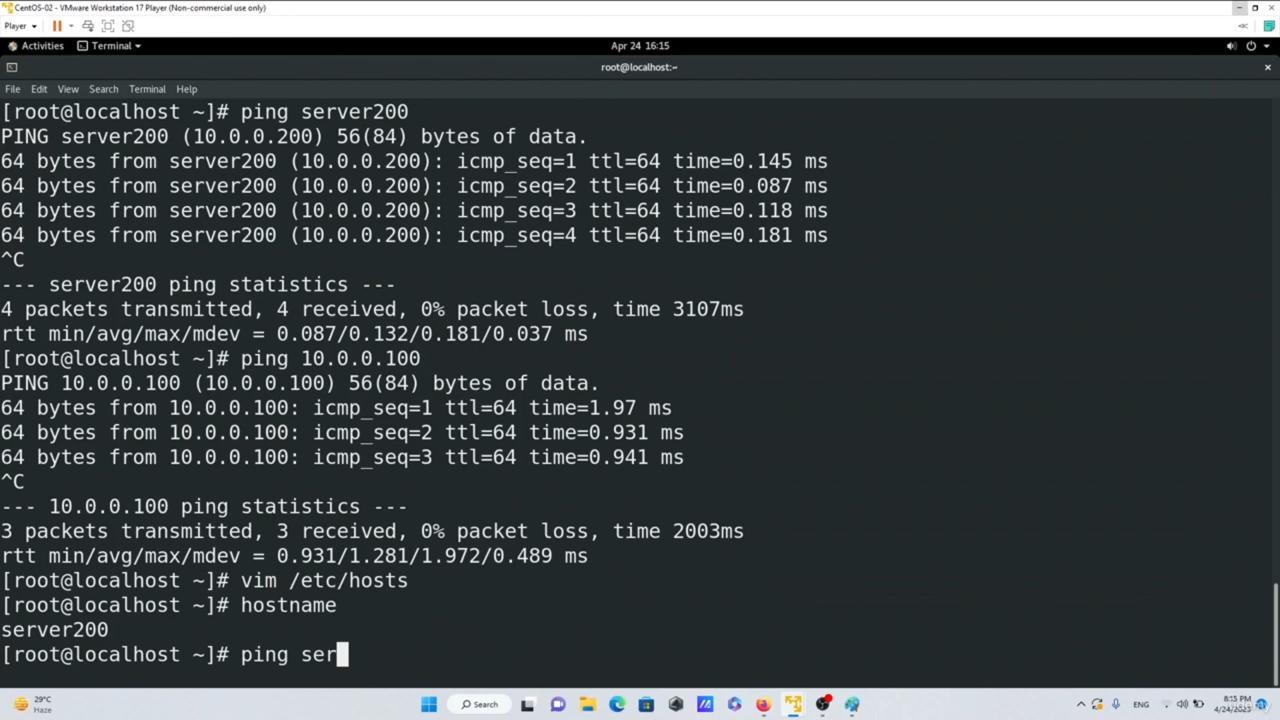 CentOS-02 - VMware Workstation 17 Player (Non-commercial use only)
Player
Activities Terminal Apr 24 16:15
root@localhost:~
File Edit View Search Terminal Help
[root@localhost ~]# ping server200
PING server200 (10.0.0.200) 56(84) bytes of data.
64 bytes from server200 (10.0.0.200): icmp_seq=1 ttl=64 time=0.145 ms
64 bytes from server200 (10.0.0.200): icmp_seq=2 ttl=64 time=0.087 ms
64 bytes from server200 (10.0.0.200): icmp_seq=3 ttl=64 time=0.118 ms
64 bytes from server200 (10.0.0.200): icmp_seq=4 ttl=64 time=0.181 ms
^C
--- server200 ping statistics ---
4 packets transmitted, 4 received, 0% packet loss, time 3107ms
rtt min/avg/max/mdev = 0.087/0.132/0.181/0.037 ms
[root@localhost ~]# ping 10.0.0.100
PING 10.0.0.100 (10.0.0.100) 56(84) bytes of data.
64 bytes from 10.0.0.100: icmp_seq=1 ttl=64 time=1.97 ms
64 bytes from 10.0.0.100: icmp_seq=2 ttl=64 time=0.931 ms
64 bytes from 10.0.0.100: icmp_seq=3 ttl=64 time=0.941 ms
^C
--- 10.0.0.100 ping statistics ---
3 packets transmitted, 3 received, 0% packet loss, time 2003ms
rtt min/avg/max/mdev = 0.931/1.281/1.972/0.489 ms
[root@localhost ~]# vim /etc/hosts
[root@localhost ~]# hostname
server200
[root@localhost ~]# ping ser
29°C
Haze
Search
ENG
8:15 PM
4/24/2023